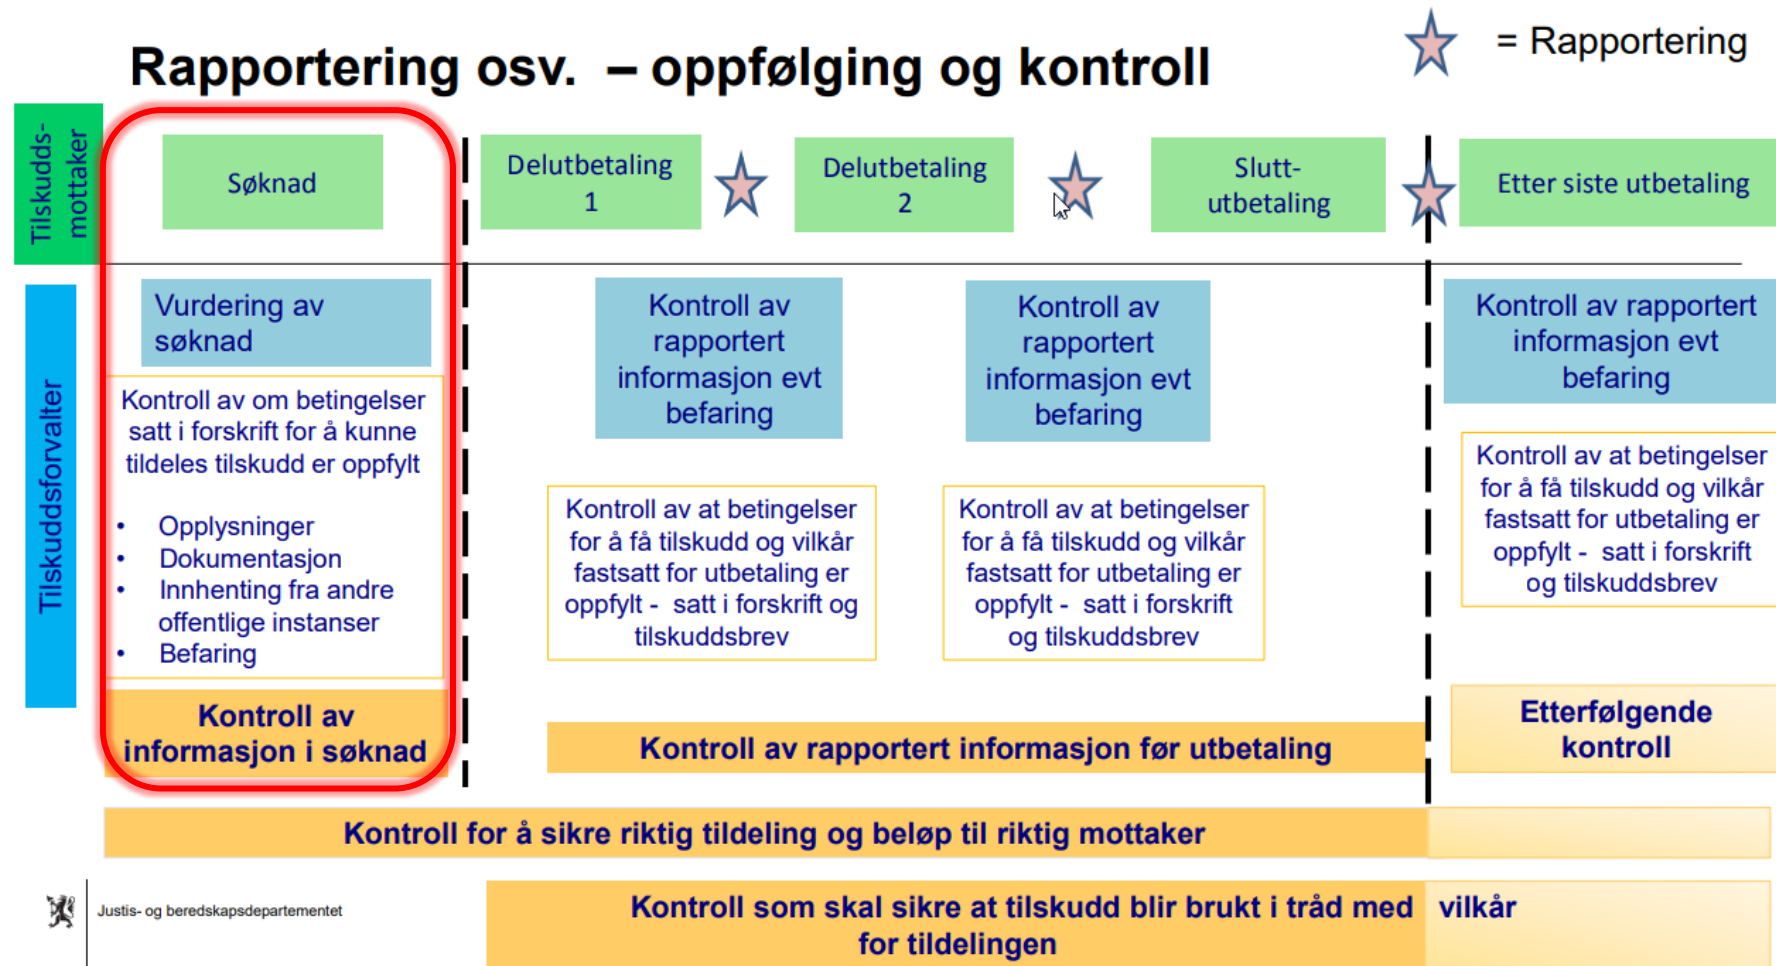 Rapportering osv.  – oppfølging og kontroll
= Rapportering
Tilskudds-
mottaker
Søknad
Delutbetaling
1
Delutbetaling
2
Slutt-
utbetaling
Etter siste utbetaling
Tilskuddsforvalter
Vurdering av
søknad
Kontroll av om betingelser
satt i forskrift for å kunne
tildeles tilskudd er oppfylt
• Opplysninger
• Dokumentasjon
• Innhenting fra andre
offentlige instanser
• Befaring
Kontroll av
informasjon i søknad
Kontroll av
rapportert
informasjon evt
befaring
Kontroll av at betingelser
for å få tilskudd og vilkår
fastsatt for utbetaling er
oppfylt -  satt i forskrift og
tilskuddsbrev
Kontroll av
rapportert
informasjon evt
befaring
Kontroll av at betingelser
for å få tilskudd og vilkår
fastsatt for utbetaling er
oppfylt -  satt i forskrift
og tilskuddsbrev
Kontroll av rapportert informasjon før utbetaling
Kontroll av rapportert
informasjon evt
befaring
Kontroll av at betingelser
for å få tilskudd og vilkår
fastsatt for utbetaling er
oppfylt -  satt i forskrift
og tilskuddsbrev
Etterfølgende
kontroll
Kontroll for å sikre riktig tildeling og beløp til riktig mottaker
Kontroll som skal sikre at tilskudd blir brukt i tråd med vilkår
for tildelingen
Justis- og beredskapsdepartementet